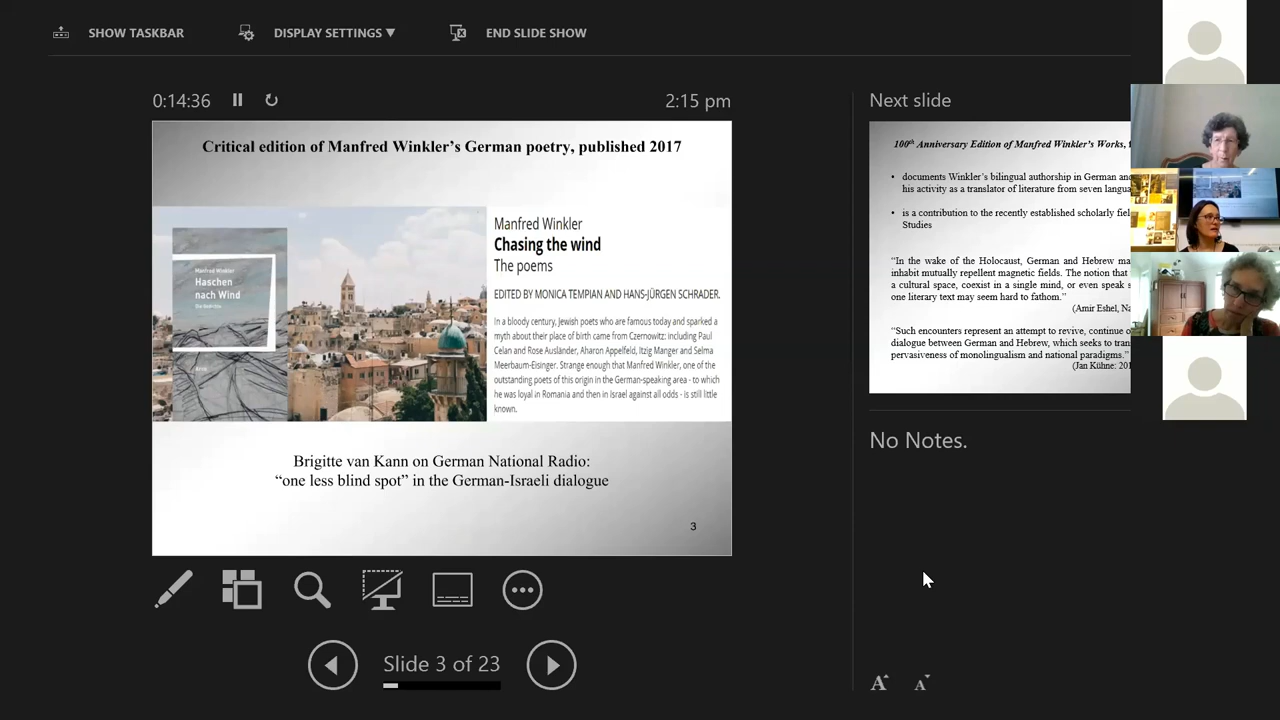 SHOW TASKBAR
DISPLAY SETTINGS ▼
END SLIDE SHOW
0:14:36
2:15 pm
Critical edition of Manfred Winkler's German poetry, published 2017
Manfred Winkler
Haschen
nach Wind
Die Gedichte
Arco
Manfred Winkler
Chasing the wind
The poems
EDITED BY MONICA TEMPIAN AND HANS-JÜRGEN SCHRADER.
In a bloody century, Jewish poets who are famous today and sparked a
myth about their place of birth came from Czernowitz: including Paul
Celan and Rose Ausländer, Aharon Appelfeld, Itzig Manger and Selma
Meerbaum-Eisinger. Strange enough that Manfred Winkler, one of the
outstanding poets of this origin in the German-speaking area - to which
he was loyal in Romania and then in Israel against all odds - is still little
known.
Brigitte van Kann on German National Radio:
“one less blind spot” in the German-Israeli dialogue
3
Slide 3 of 23
Next slide
100th Anniversary Edition of Manfred Winkler's Works,
• documents Winkler's bilingual authorship in German and
his activity as a translator of literature from seven
• is a contribution to the recently established scholarly
Studies
“In the wake of the Holocaust, German and Hebrew
inhabit mutually repellent magnetic fields. The notion that
a cultural space, coexist in a single mind, or even speak
one literary text may seem hard to fathom.”
(Amir Eshel,
“Such encounters represent an attempt to revive, continue
dialogue between German and Hebrew, which seeks to
pervasiveness of monolingualism and national paradigms.”
(Jan Kühne:
No Notes.
A A